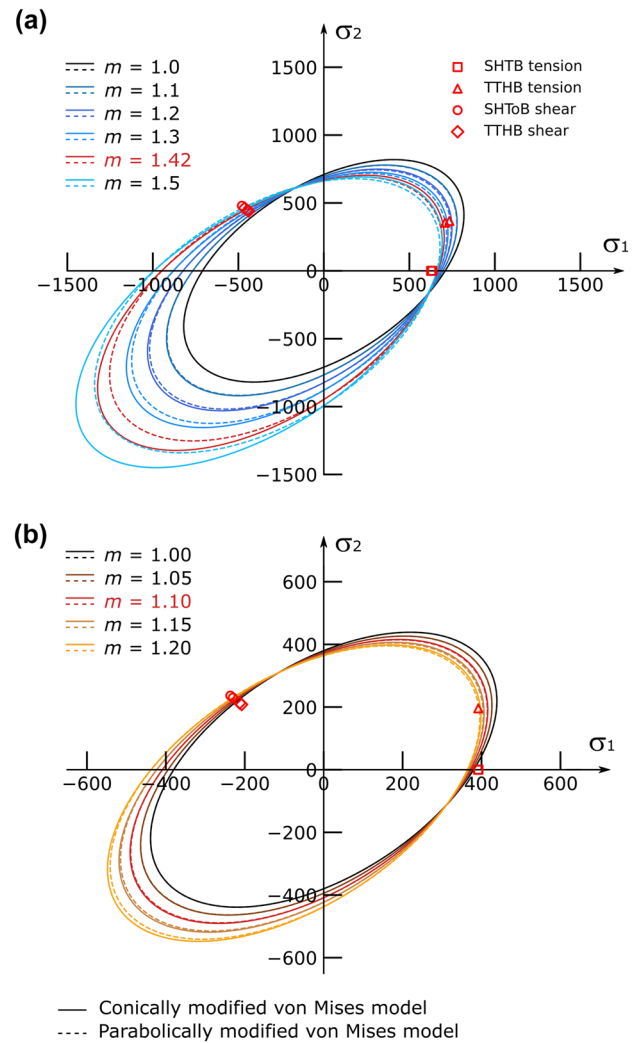 (a)
σ2
1500
m = 1.0
m = 1.1
m = 1.2
m = 1.3
m = 1.42
m = 1.5
SHTB tension
TTHB tension
SHToB shear
TTHB shear
1000
500
σ1
−1500 −1000 −500 0 500 1000 1500
−500
−1000
−1500
(b)
σ2
m = 1.00
m = 1.05
m = 1.10
m = 1.15
m = 1.20
600
400
200
σ1
−600 −400 −200 0 200 400 600
−200
−400
−600
Conically modified von Mises model
Parabolically modified von Mises model